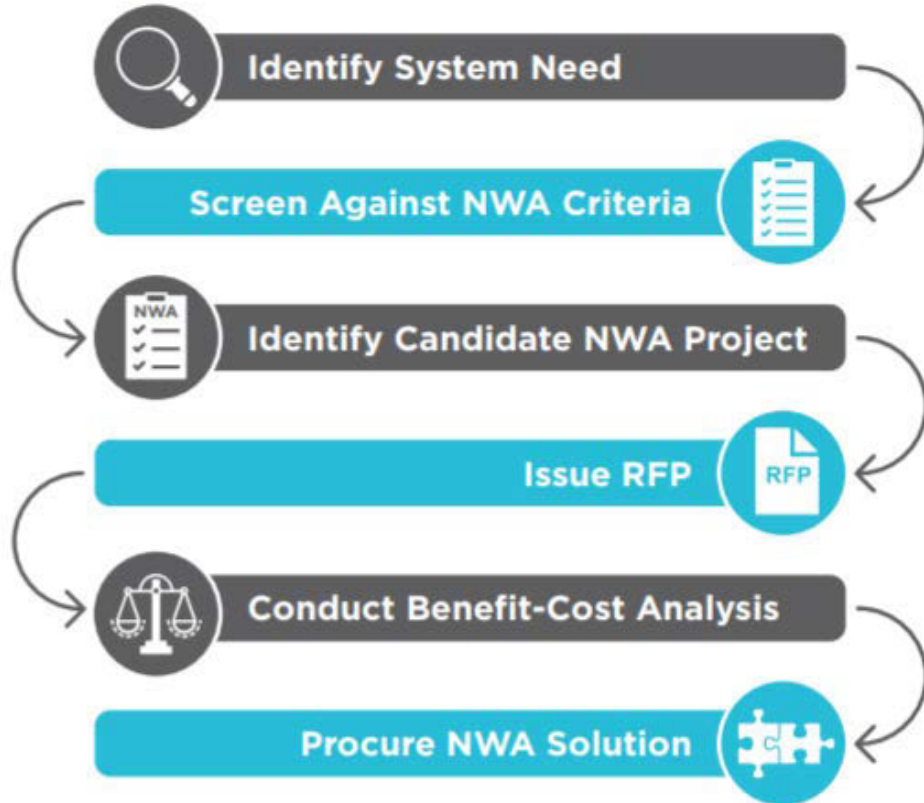 Identify System Need
Screen Against NWA Criteria
NWA
Identify Candidate NWA Project
Issue RFP
RFP
Conduct Benefit-Cost Analysis
Procure NWA Solution